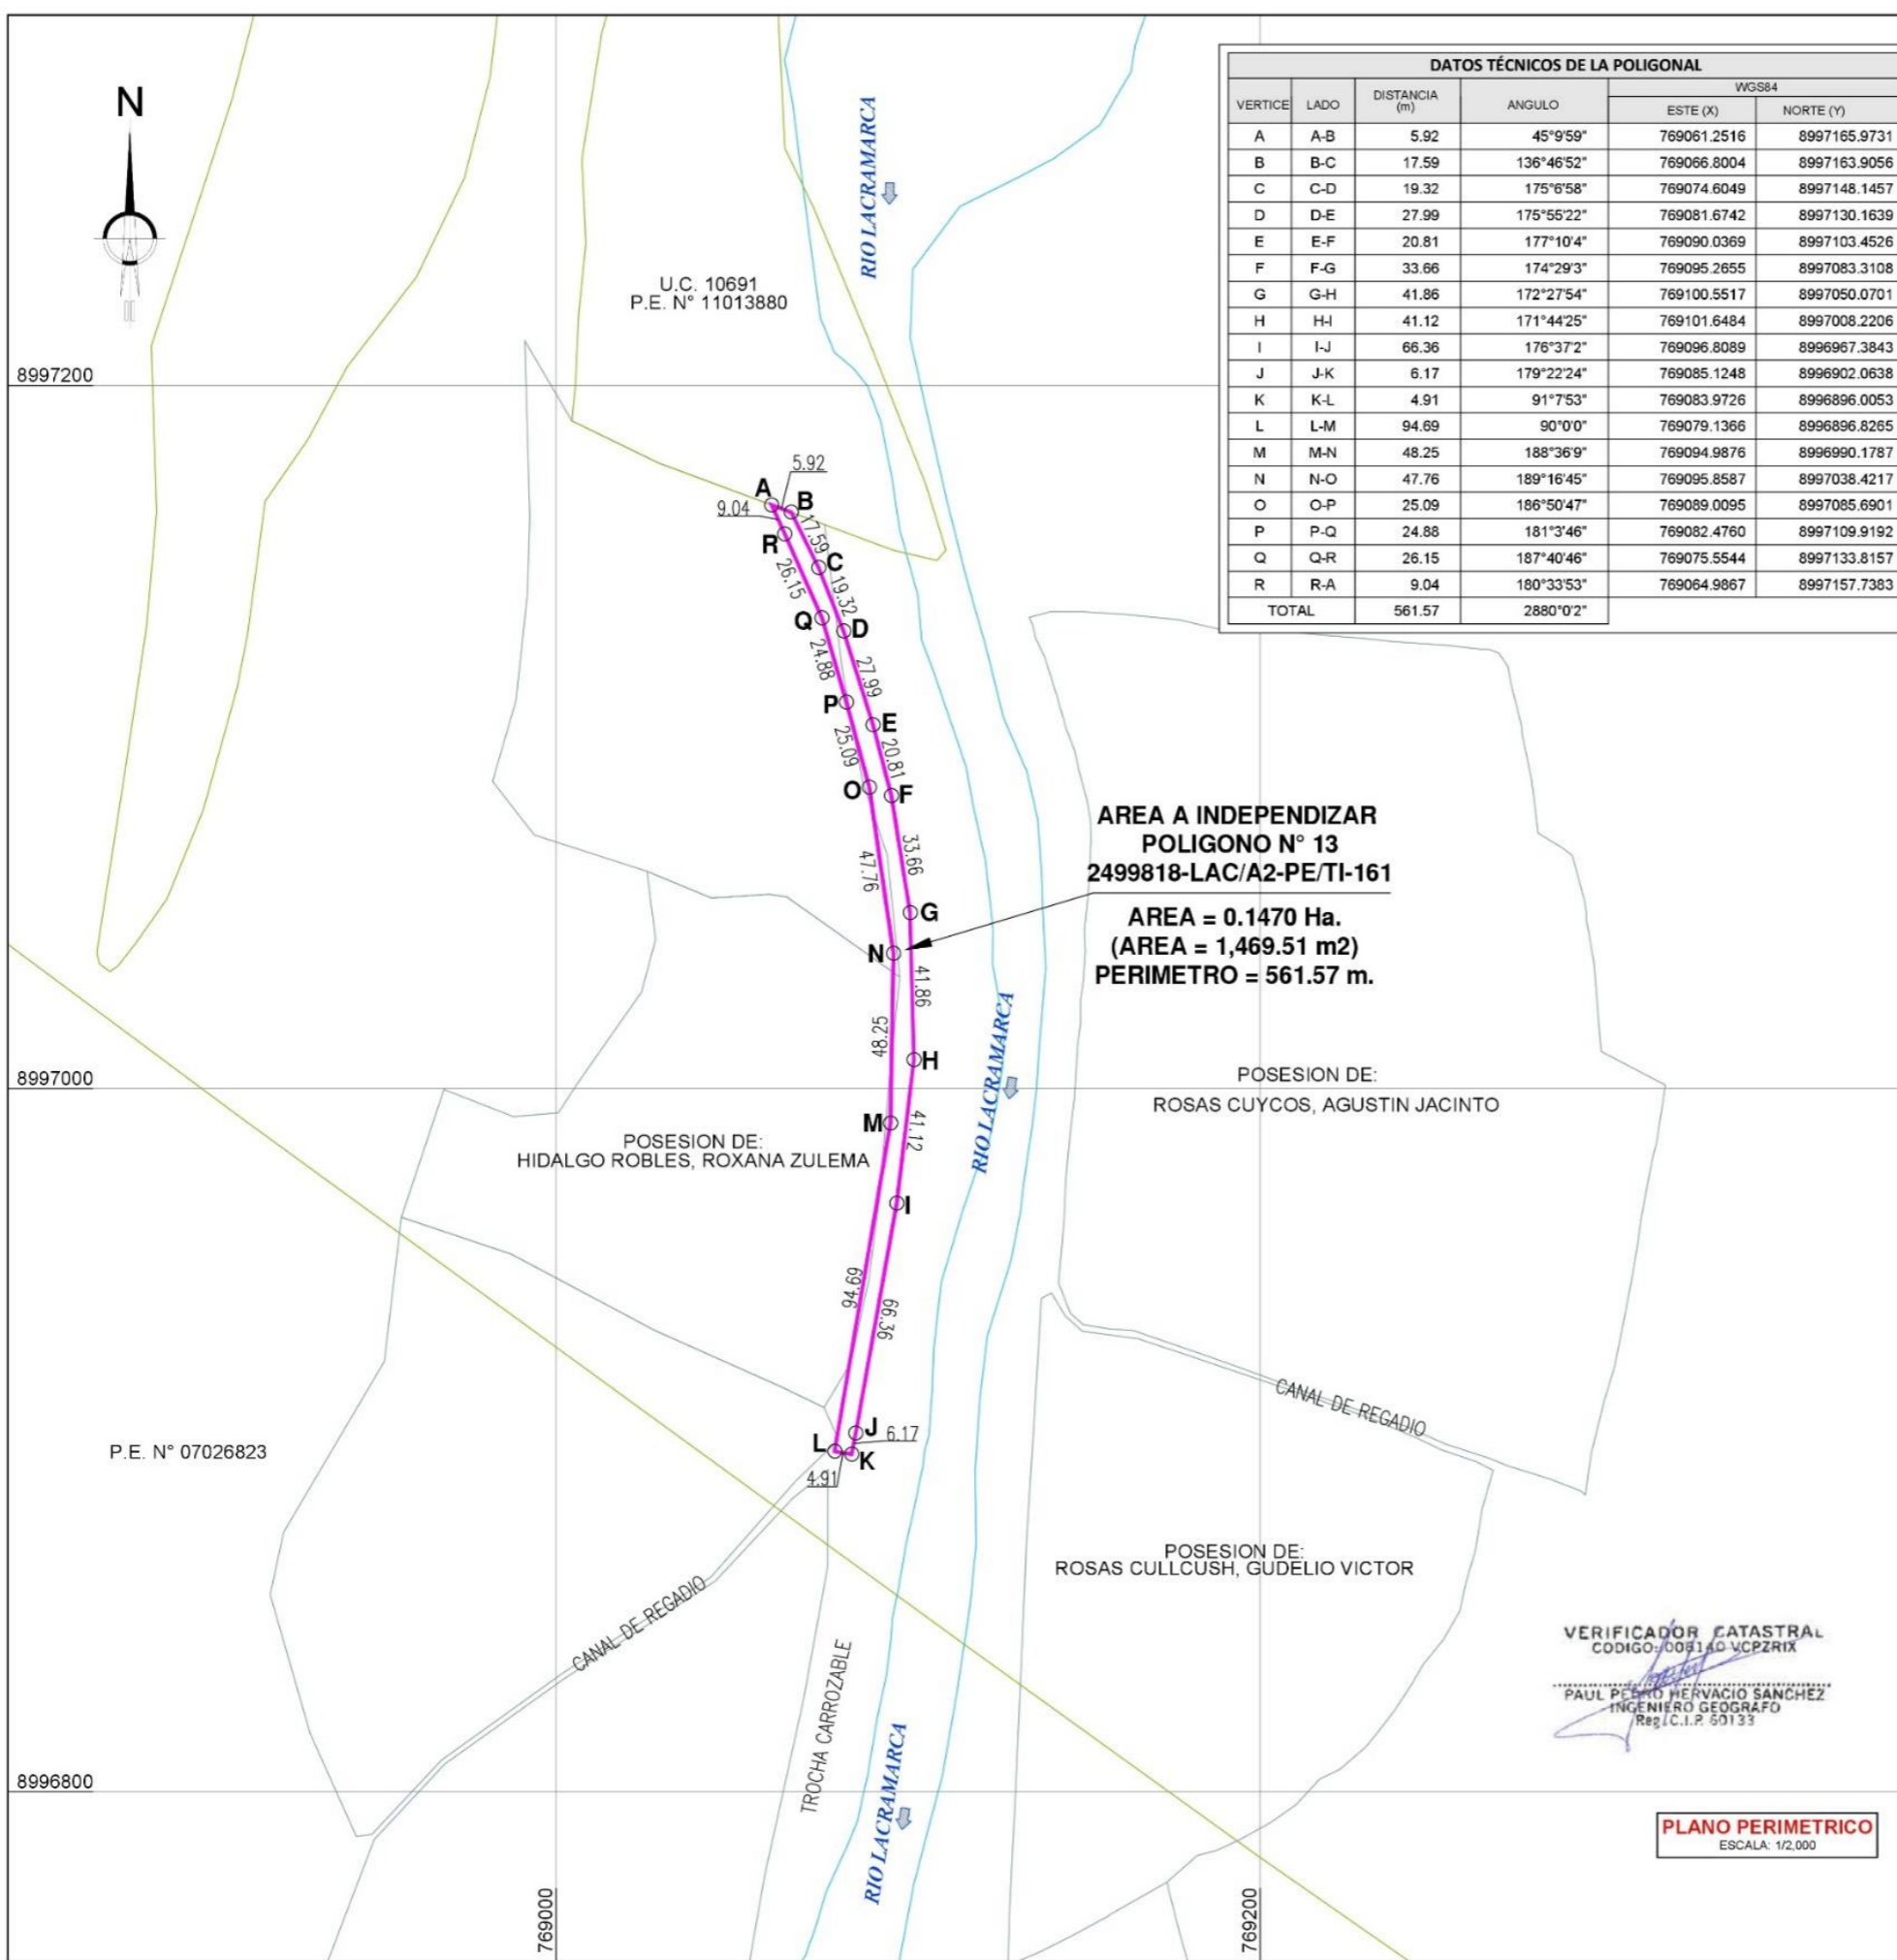 N
DATOS TÉCNICOS DE LA POLIGONAL
VERTICE LADO DISTANCIA (m) ANGULO WGS84
ESTE (X) NORTE (Y)
A A-B 5.92 45°9'59" 769061.2516 8997165.9731
B B-C 17.59 136°46'52" 769066.8004 8997163.9056
C C-D 19.32 175°6'58" 769074.6049 8997148.1457
D D-E 27.99 175°55'22" 769081.6742 8997130.1639
E E-F 20.81 177°10'4" 769090.0369 8997103.4526
F F-G 33.66 174°29'3" 769095.2655 8997083.3108
G G-H 41.86 172°27'54" 769100.5517 8997050.0701
H H-I 41.12 171°44'25" 769101.6484 8997008.2206
I I-J 66.36 176°37'2" 769096.8089 8996967.3843
J J-K 6.17 179°22'24" 769085.1248 8996902.0638
K K-L 4.91 91°7'53" 769083.9726 8996896.0053
L L-M 94.69 90°0'0" 769079.1366 8996896.8265
M M-N 48.25 188°36'9" 769094.9876 8996990.1787
N N-O 47.76 189°16'45" 769095.8587 8997038.4217
O O-P 25.09 186°50'47" 769089.0095 8997085.6901
P P-Q 24.88 181°3'46" 769082.4760 8997109.9192
Q Q-R 26.15 187°40'46" 769075.5544 8997133.8157
R R-A 9.04 180°33'53" 769064.9867 8997157.7383
TOTAL 561.57 2880°0'2"
RIO LACRAMARCA
U.C. 10691
P.E. N° 11013880
8997200
A
5.92
B
9.04
R
17.59
C
26.15
19.32
Q
D
24.88
27.99
P
E
25.09
20.81
O
F
33.66
47.76
G
N
41.86
48.25
H
M
41.12
I
94.69
66.36
J
6.17
L
K
4.91
AREA A INDEPENDIZAR
POLIGONO N° 13
2499818-LAC/A2-PE/TI-161
AREA = 0.1470 Ha.
(AREA = 1,469.51 m2)
PERIMETRO = 561.57 m.
RIO LACRAMARCA
8997000
POSESION DE:
ROSAS CUYCOS, AGUSTIN JACINTO
POSESION DE:
HIDALGO ROBLES, ROXANA ZULEMA
CANAL DE REGADIO
P.E. N° 07026823
POSESION DE:
ROSAS CULLCUSH, GUDELIO VICTOR
CANAL DE REGADIO
TROCHA CARROZABLE
RIO LACRAMARCA
VERIFICADOR CATASTRAL
CODIGO: 008140 VCPZRIX
PAUL PEDRO HERVACIO SANCHEZ
INGENIERO GEOGRAFO
Reg. C.I.P. 60133
8996800
PLANO PERIMETRICO
ESCALA: 1/2,000
769000
769200